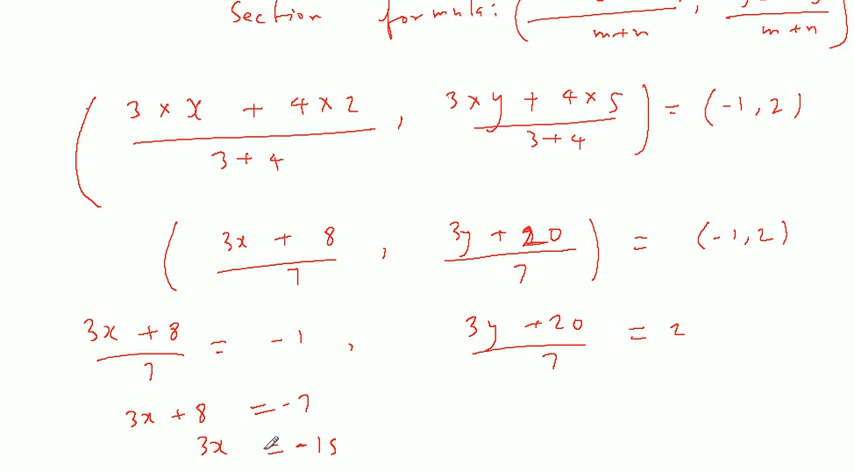 Section formula: ( / m+n , / m+n )
( 3 × x + 4 × 2 / 3 + 4 , 3 × y + 4 × 5 / 3 + 4 ) = (-1, 2)
( 3x + 8 / 7 , 3y + 20 / 7 ) = (-1, 2)
3x + 8 / 7 = -1 , 3y + 20 / 7 = 2
3x + 8 = -7
3x = -15